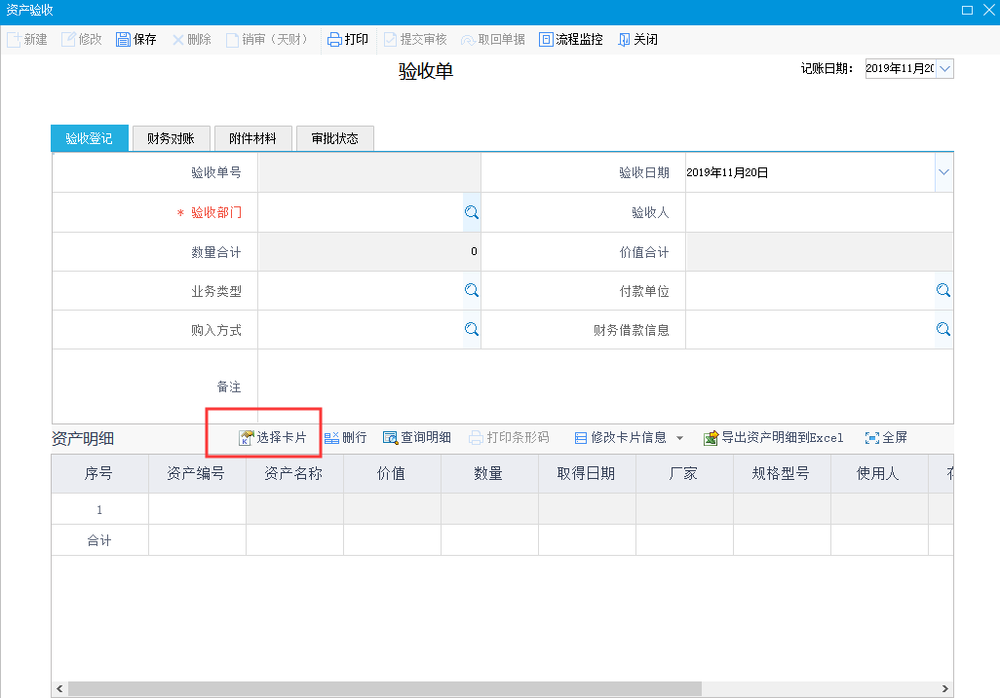 资产验收
新建 修改 保存 删除 销审（天财） 打印 提交审核 取回单据 流程监控 关闭
验收单
记账日期： 2019年11月20
验收登记 财务对账 附件材料 审批状态
验收单号 验收日期 2019年11月20日
* 验收部门 验收人
数量合计 0 价值合计
业务类型 付款单位
购入方式 财务借款信息
备注
资产明细 选择卡片 删行 查询明细 打印条形码 修改卡片信息 导出资产明细到Excel 全屏
序号 资产编号 资产名称 价值 数量 取得日期 厂家 规格型号 使用人
1
合计